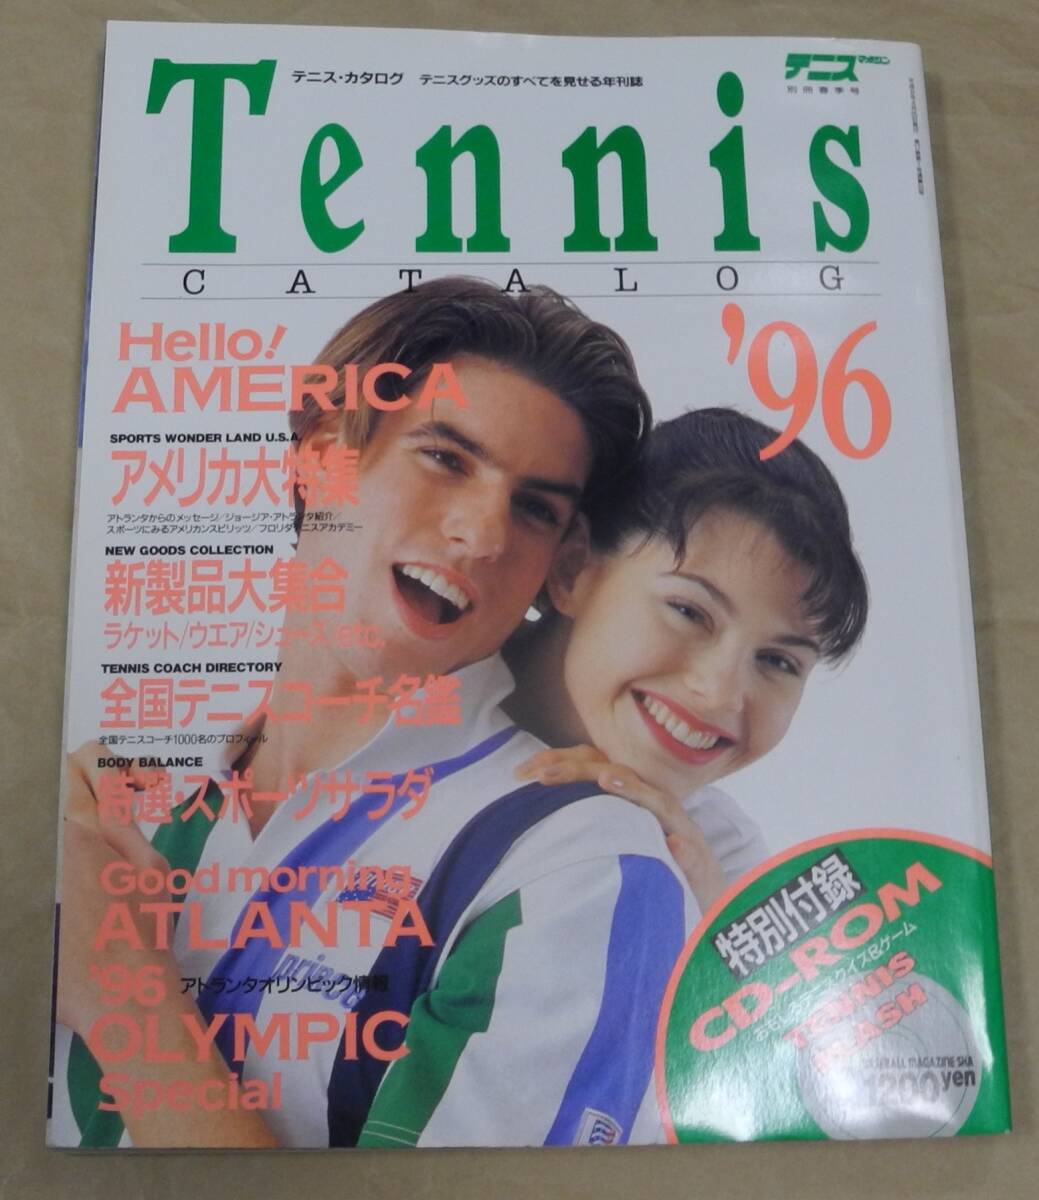 テニス・カタログ テニスグッズのすべてを見せる年刊誌
テニスマガジン
別冊春季号
Tennis
CATALOG
'96
Hello!
AMERICA
SPORTS WONDER LAND U.S.A.
アメリカ大特集
アトランタからのメッセージ/ジョージア・アトランタ紹介/
スポーツにみるアメリカンスピリッツ/フロリダテニスアカデミー
NEW GOODS COLLECTION
新製品大集合
ラケット/ウエア/シューズ/etc.
TENNIS COACH DIRECTORY
全国テニスコーチ名鑑
全国テニスコーチ1000名のプロフィール
BODY BALANCE
特選・スポーツサラダ
Good morning
ATLANTA
'96 アトランタオリンピック情報
OLYMPIC
Special
prince
特別付録
CD-ROM
クイズ&ゲーム
TENNIS
BASEBALL MAGAZINE SHA
1200yen